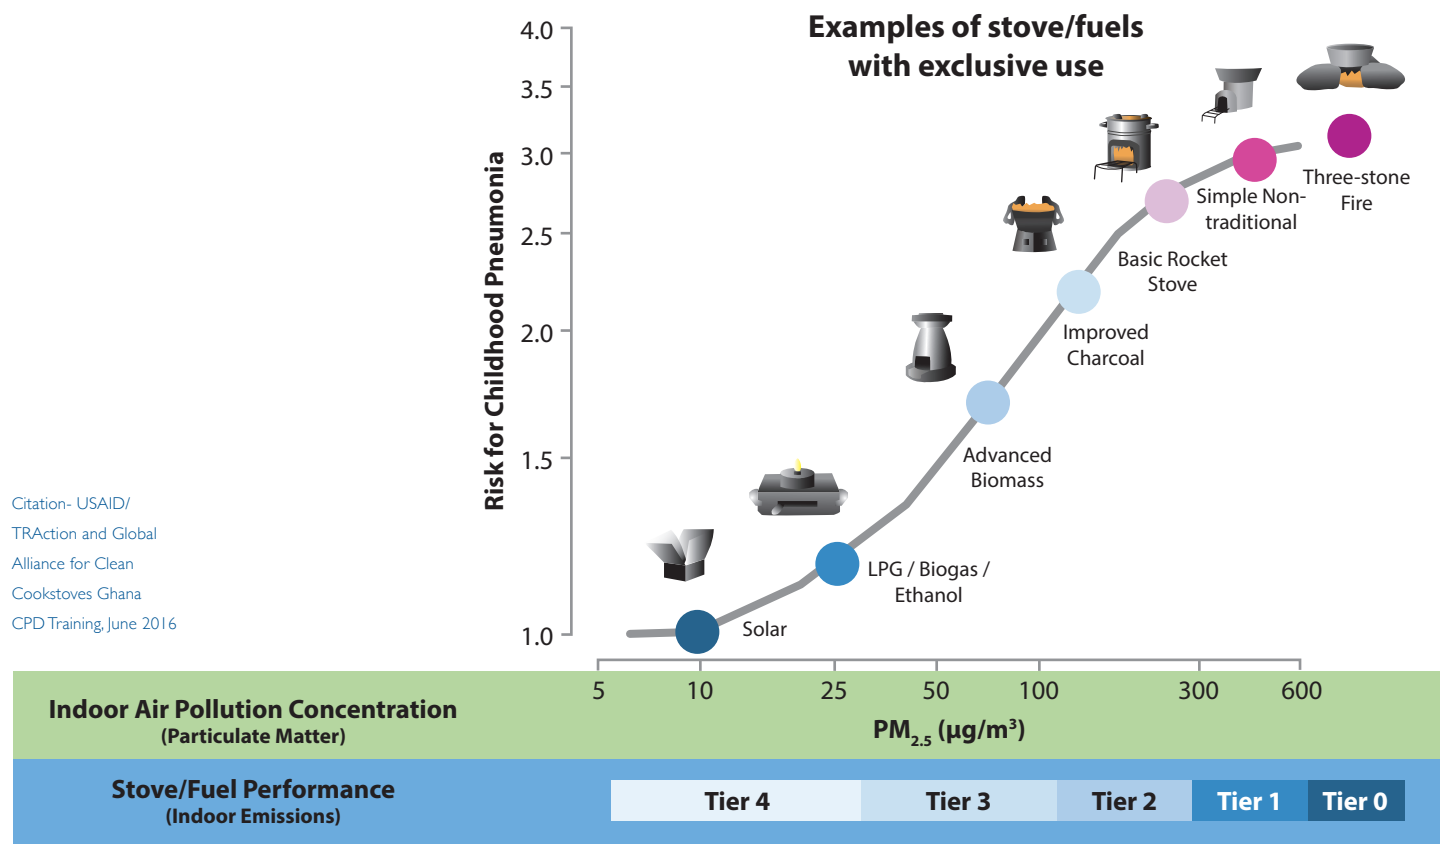 Examples of stove/fuels
with exclusive use
Risk for Childhood Pneumonia
4.0
3.5
3.0
2.5
2.0
1.5
1.0
Three-stone
Fire
Simple Non-
traditional
Basic Rocket
Stove
Improved
Charcoal
Advanced
Biomass
LPG / Biogas /
Ethanol
Solar
Citation- USAID/
TRAction and Global
Alliance for Clean
Cookstoves Ghana
CPD Training, June 2016
5 10 25 50 100 300 600
PM2.5 (µg/m³)
Indoor Air Pollution Concentration
(Particulate Matter)
Stove/Fuel Performance
(Indoor Emissions)
Tier 4 Tier 3 Tier 2 Tier 1 Tier 0